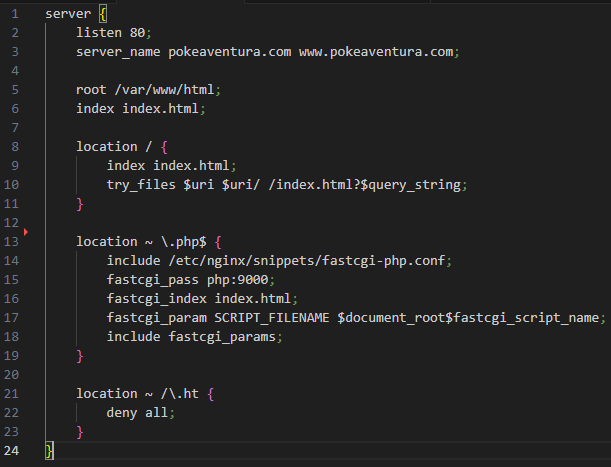 1 server {
2 listen 80;
3 server_name pokeaventura.com www.pokeaventura.com;
4
5 root /var/www/html;
6 index index.html;
7
8 location / {
9 index index.html;
10 try_files $uri $uri/ /index.html?$query_string;
11 }
12
13 location ~ \.php$ {
14 include /etc/nginx/snippets/fastcgi-php.conf;
15 fastcgi_pass php:9000;
16 fastcgi_index index.html;
17 fastcgi_param SCRIPT_FILENAME $document_root$fastcgi_script_name;
18 include fastcgi_params;
19 }
20
21 location ~ /\.ht {
22 deny all;
23 }
24 }